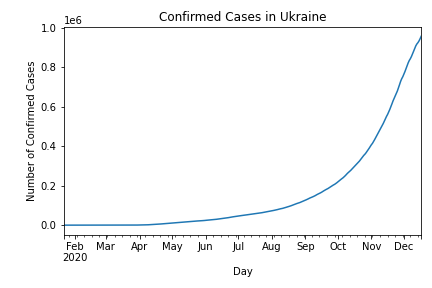 Confirmed Cases in Ukraine
1e6
1.0
0.8
0.6
0.4
0.2
0.0
Number of Confirmed Cases
Feb Mar Apr May Jun Jul Aug Sep Oct Nov Dec
2020
Day